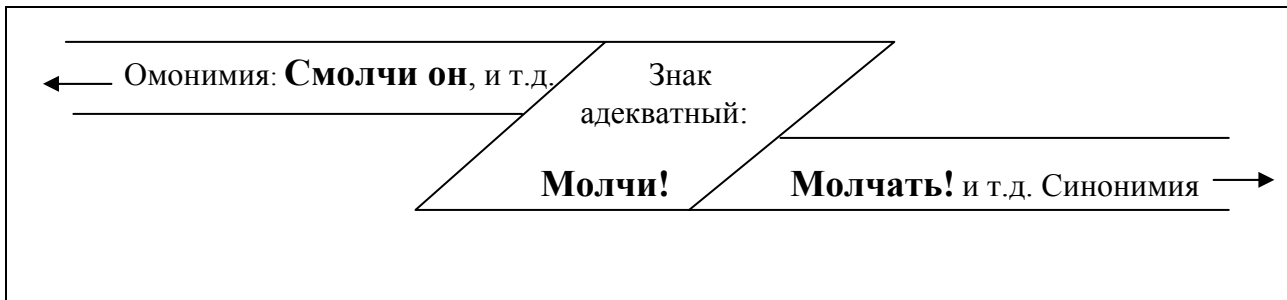 Омонимия: Смолчи он, и т.д.
Знак
адекватный:
Молчи!
Молчать! и т.д. Синонимия